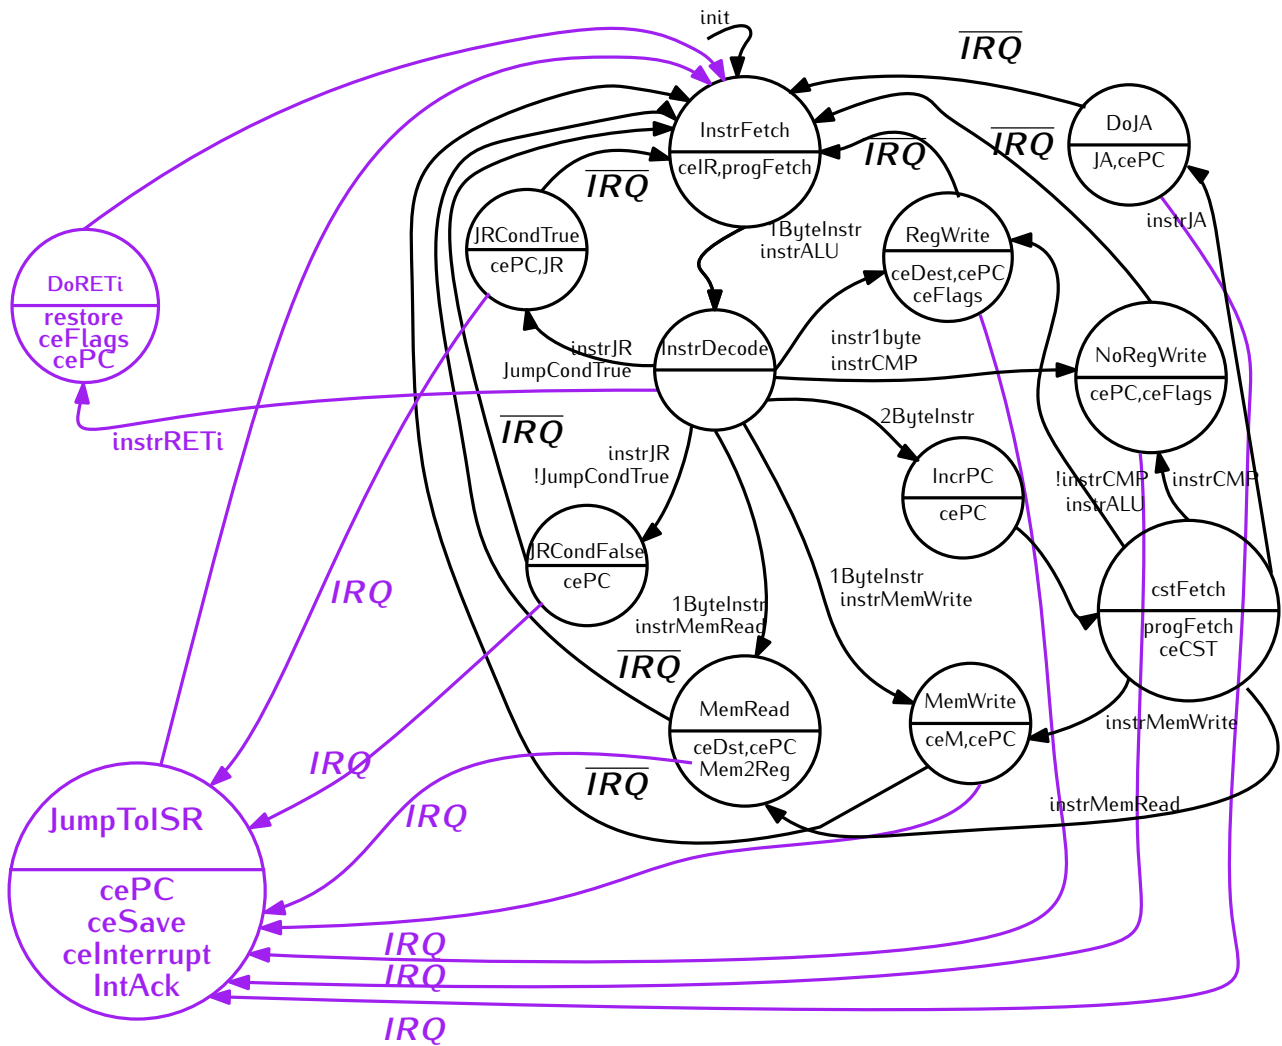 init
IRQ
InstrFetch
ceIR,progFetch
DoJA
JA,cePC
IRQ
IRQ
IRQ
instrJA
JRCondTrue
cePC,JR
1ByteInstr
instrALU
RegWrite
ceDest,cePC
ceFlags
DoRETi
restore
ceFlags
cePC
InstrDecode
instrJR
JumpCondTrue
instr1byte
instrCMP
NoRegWrite
cePC,ceFlags
instrRETi
IRQ
2ByteInstr
instrJR
!JumpCondTrue
IncrPC
cePC
!instrCMP
instrALU
instrCMP
JRCondFalse
cePC
IRQ
1ByteInstr
instrMemRead
1ByteInstr
instrMemWrite
cstFetch
progFetch
ceCST
IRQ
MemRead
ceDst,cePC
Mem2Reg
MemWrite
ceM,cePC
instrMemWrite
IRQ
IRQ
IRQ
instrMemRead
JumpToISR
cePC
ceSave
ceInterrupt
IntAck
IRQ
IRQ
IRQ